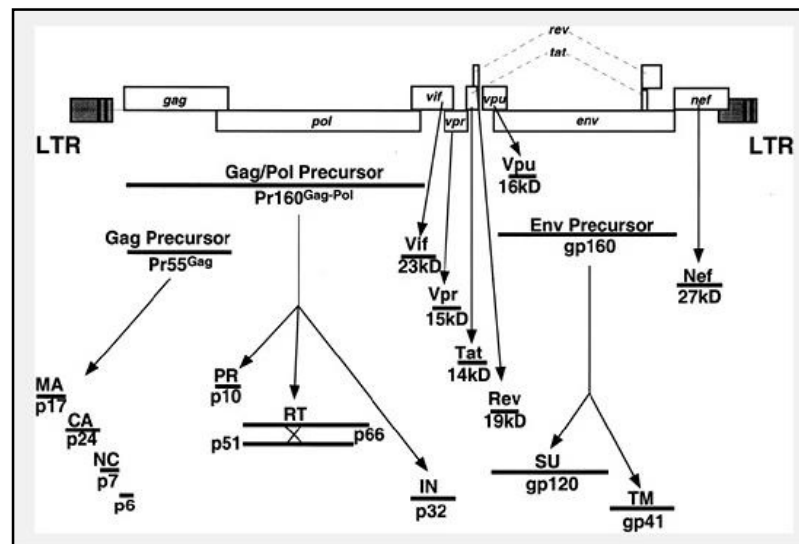 rev
tat
gag
vif
vpu
nef
pol
vpr
env
LTR
LTR
Gag/Pol Precursor
Pr160Gag-Pol
Vpu
16kD
Gag Precursor
Pr55Gag
Env Precursor
gp160
Vif
23kD
Nef
27kD
Vpr
15kD
Tat
14kD
Rev
19kD
MA
p17
CA
p24
NC
p7
p6
PR
p10
RT
p51
p66
IN
p32
SU
gp120
TM
gp41